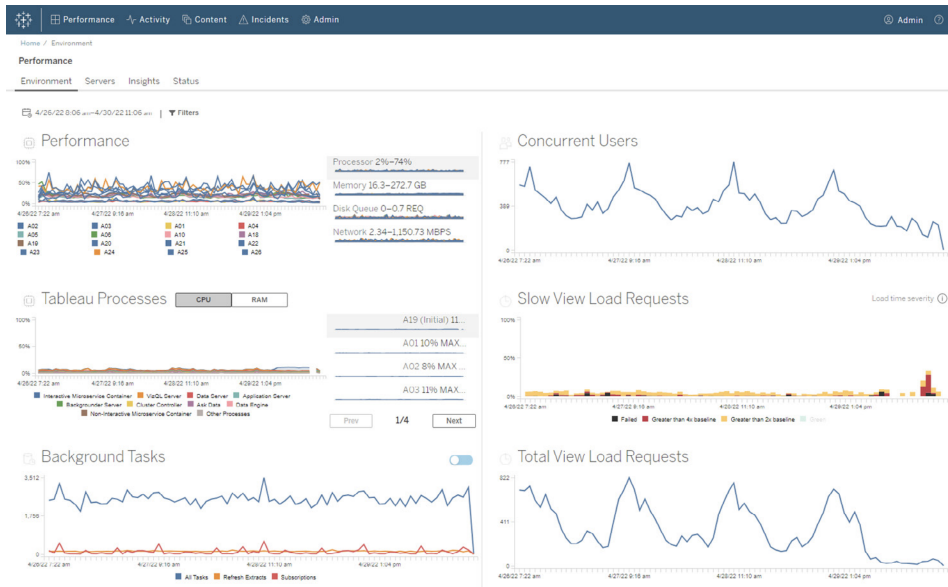 Performance Activity Content Incidents Admin Admin
Home / Environment
Performance
Environment Servers Insights Status
4/26/22 8:06 am–4/30/22 11:06 am | Filters
Performance
100%
50%
0%
4/26/22 7:22 am 4/27/22 9:16 am 4/28/22 11:10 am 4/29/22 1:04 pm
A02 A03 A01 A04
A05 A06 A10 A18
A19 A20 A21 A22
A23 A24 A25 A26
Processor 2%–74%
Memory 16.3–272.7 GB
Disk Queue 0–0.7 REQ
Network 2.34–1,150.73 MBPS
Concurrent Users
777
389
0
4/26/22 7:22 am 4/27/22 9:16 am 4/28/22 11:10 am 4/29/22 1:04 pm
Tableau Processes CPU RAM
100%
50%
0%
4/26/22 7:22 am 4/27/22 9:16 am 4/28/22 11:10 am 4/29/22 1:04 pm
Interactive Microservice Container VizQL Server Data Server Application Server
Backgrounder Server Cluster Controller Ask Data Data Engine
Non-Interactive Microservice Container Other Processes
A19 (Initial) 11...
A01 10% MAX...
A02 8% MAX...
A03 11% MAX...
Prev 1/4 Next
Slow View Load Requests Load time severity
100%
50%
0%
4/26/22 7:22 am 4/27/22 9:16 am 4/28/22 11:10 am 4/29/22 1:04 pm
Failed Greater than 4x baseline Greater than 2x baseline Green
Background Tasks
3,512
1,756
0
4/26/22 7:22 am 4/27/22 9:16 am 4/28/22 11:10 am 4/29/22 1:04 pm
All Tasks Refresh Extracts Subscriptions
Total View Load Requests
822
411
0
4/26/22 7:22 am 4/27/22 9:16 am 4/28/22 11:10 am 4/29/22 1:04 pm